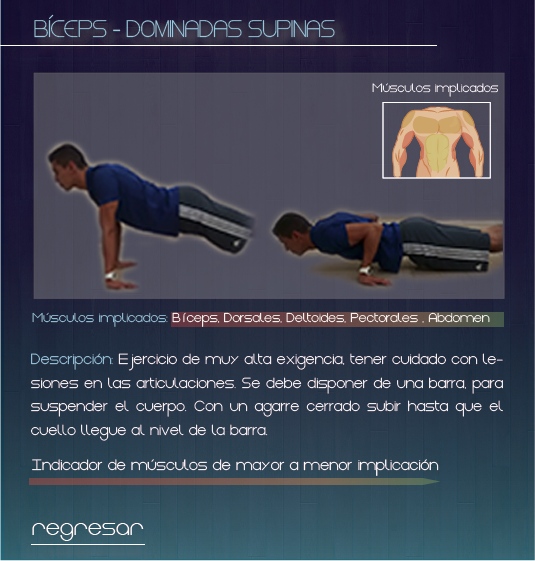 BÍCEPS - DOMINADAS SUPINAS
Músculos implicados
Músculos implicados: Bíceps, Dorsales, Deltoides, Pectorales , Abdomen
Descripción: Ejercicio de muy alta exigencia, tener cuidado con le-
siones en las articulaciones. Se debe disponer de una barra, para
suspender el cuerpo. Con un agarre cerrado subir hasta que el
cuello llegue al nivel de la barra.
Indicador de músculos de mayor a menor implicación
regresar